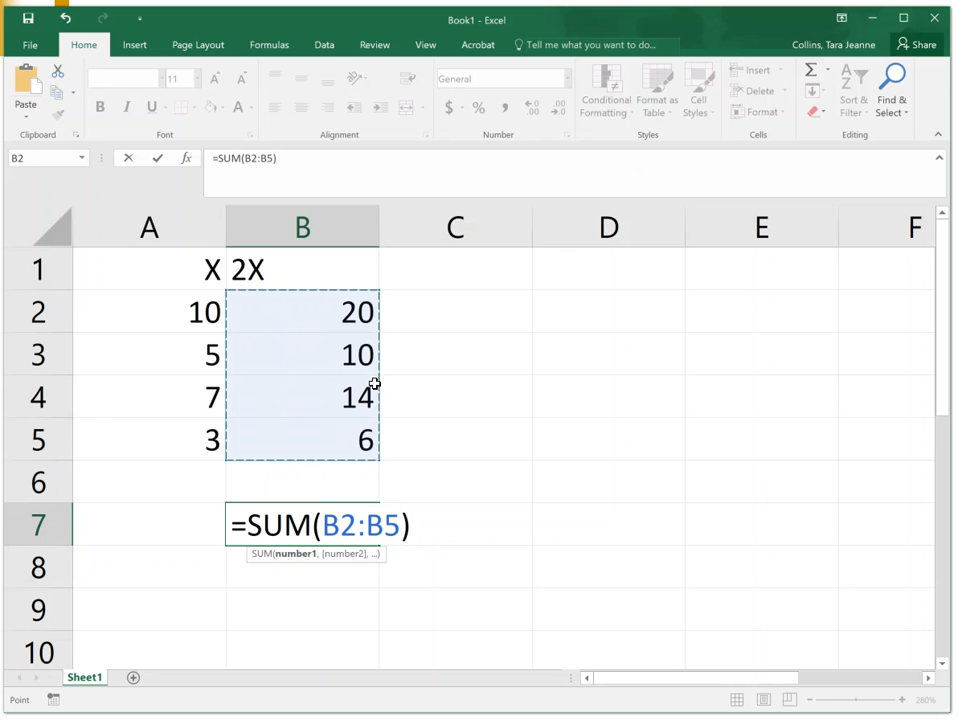 Book1 - Excel
File Home Insert Page Layout Formulas Data Review View Acrobat Tell me what you want to do... Collins, Tara Jeanne Share
Paste
11
B I U A
General
$ % ,
Conditional Formatting
Format as Table
Cell Styles
Insert
Delete
Format
Σ
Sort & Filter
Find & Select
Clipboard Font Alignment Number Styles Cells Editing
B2 fx =SUM(B2:B5)
A B C D E F
1 X 2X
2 10 20
3 5 10
4 7 14
5 3 6
6
7 =SUM(B2:B5)
SUM(number1, [number2], ...)
8
9
10
Sheet1
Point 280%